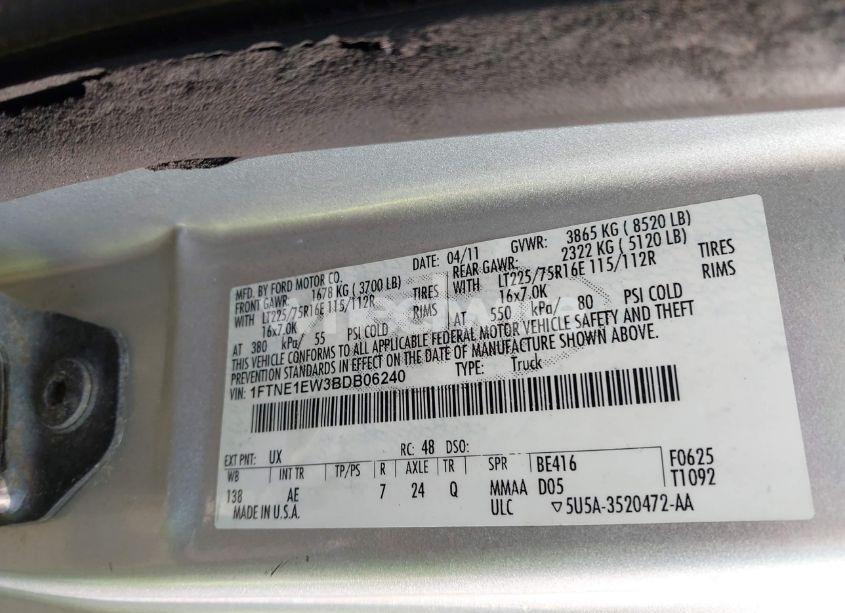 MFD. BY FORD MOTOR CO. DATE: 04/11 GVWR: 3865 KG ( 8520 LB)
FRONT GAWR: 1678 KG ( 3700 LB) REAR GAWR: 2322 KG ( 5120 LB)
WITH LT225/75R16E 115/112R TIRES WITH LT225/75R16E 115/112R TIRES
16x7.0K RIMS 16x7.0K RIMS
AT 380 kPa/ 55 PSI COLD AT 550 kPa/ 80 PSI COLD
THIS VEHICLE CONFORMS TO ALL APPLICABLE FEDERAL MOTOR VEHICLE SAFETY AND THEFT
PREVENTION STANDARDS IN EFFECT ON THE DATE OF MANUFACTURE SHOWN ABOVE.
VIN: 1FTNE1EW3BDB06240 TYPE: Truck
EXT PNT: UX RC: 48 DSO:
WB INT TR TP/PS R AXLE TR SPR BE416 F0625
138 AE 7 24 Q MMAA D05 T1092
MADE IN U.S.A. ULC ▽5U5A-3520472-AA